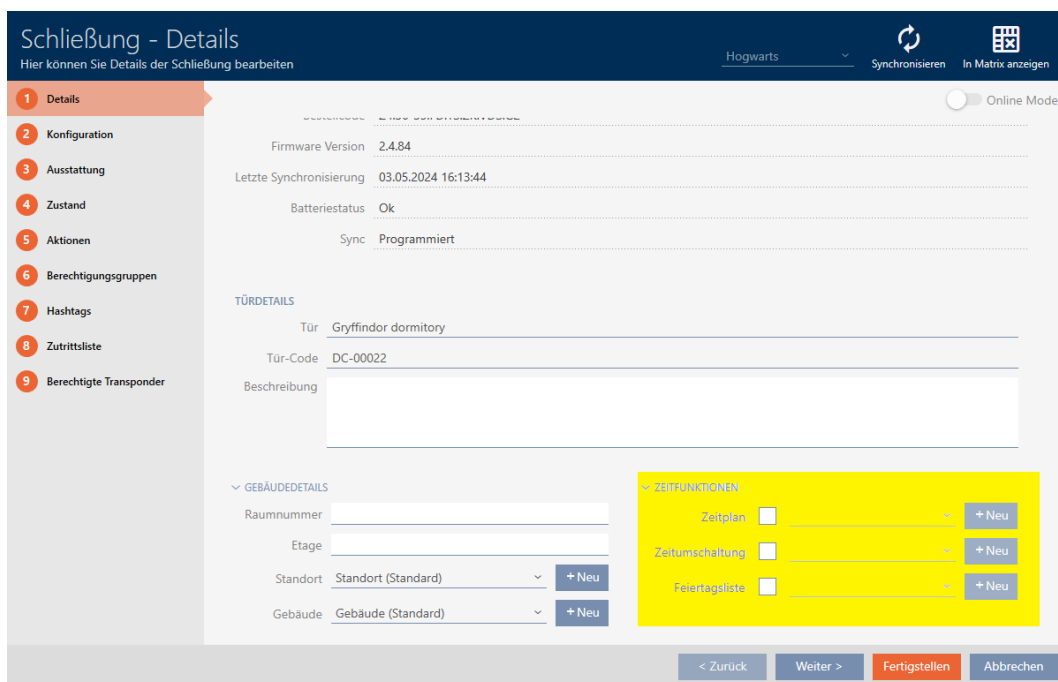 Schließung - Details
Hier können Sie Details der Schließung bearbeiten
Hogwarts
Synchronisieren
In Matrix anzeigen
1 Details
2 Konfiguration
3 Ausstattung
4 Zustand
5 Aktionen
6 Berechtigungsgruppen
7 Hashtags
8 Zutrittsliste
9 Berechtigte Transponder
Online Mode
Firmware Version 2.4.84
Letzte Synchronisierung 03.05.2024 16:13:44
Batteriestatus Ok
Sync Programmiert
TÜRDETAILS
Tür Gryffindor dormitory
Tür-Code DC-00022
Beschreibung
GEBÄUDEDETAILS
Raumnummer
Etage
Standort Standort (Standard) + Neu
Gebäude Gebäude (Standard) + Neu
ZEITFUNKTIONEN
Zeitplan + Neu
Zeitumschaltung + Neu
Feiertagsliste + Neu
< Zurück Weiter > Fertigstellen Abbrechen